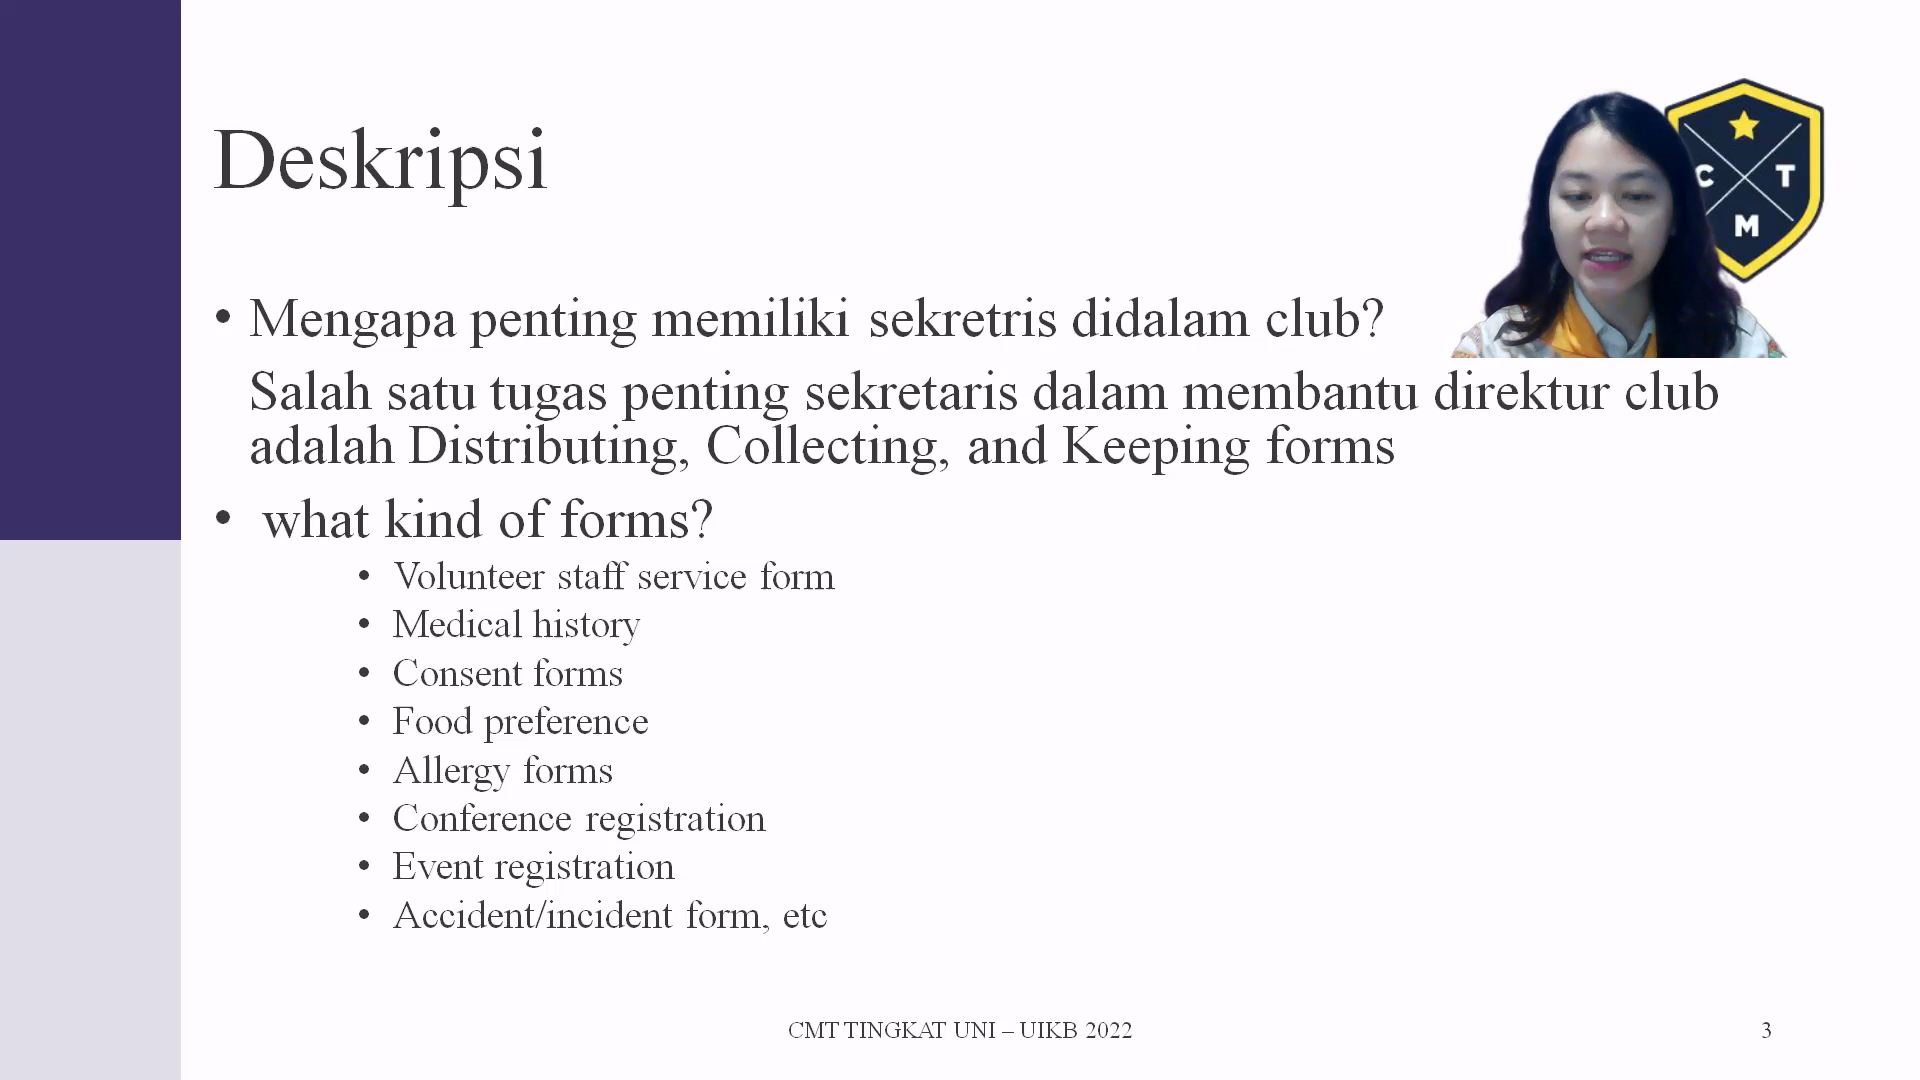 Deskripsi
C T
M
• Mengapa penting memiliki sekretris didalam club?
Salah satu tugas penting sekretaris dalam membantu direktur club
adalah Distributing, Collecting, and Keeping forms
• what kind of forms?
• Volunteer staff service form
• Medical history
• Consent forms
• Food preference
• Allergy forms
• Conference registration
• Event registration
• Accident/incident form, etc
CMT TINGKAT UNI – UIKB 2022
3